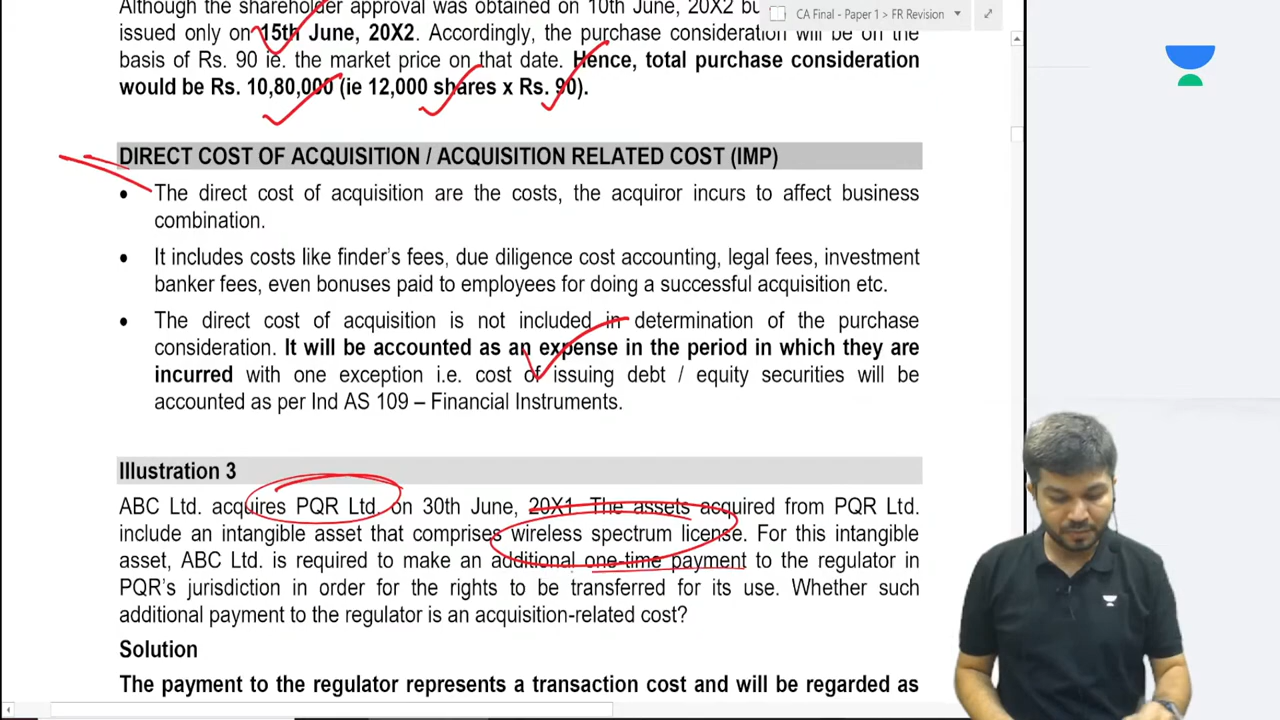 Although the shareholder approval was obtained on 10th June, 20X2 bu
CA Final - Paper 1 > FR Revision
issued only on 15th June, 20X2. Accordingly, the purchase consideration will be on the
basis of Rs. 90 ie. the market price on that date. Hence, total purchase consideration
would be Rs. 10,80,000 (ie 12,000 shares x Rs. 90).
DIRECT COST OF ACQUISITION / ACQUISITION RELATED COST (IMP)
• The direct cost of acquisition are the costs, the acquiror incurs to affect business
combination.
• It includes costs like finder's fees, due diligence cost accounting, legal fees, investment
banker fees, even bonuses paid to employees for doing a successful acquisition etc.
• The direct cost of acquisition is not included in determination of the purchase
consideration. It will be accounted as an expense in the period in which they are
incurred with one exception i.e. cost of issuing debt / equity securities will be
accounted as per Ind AS 109 – Financial Instruments.
Illustration 3
ABC Ltd. acquires PQR Ltd. on 30th June, 20X1. The assets acquired from PQR Ltd.
include an intangible asset that comprises wireless spectrum license. For this intangible
asset, ABC Ltd. is required to make an additional one-time payment to the regulator in
PQR's jurisdiction in order for the rights to be transferred for its use. Whether such
additional payment to the regulator is an acquisition-related cost?
Solution
The payment to the regulator represents a transaction cost and will be regarded as